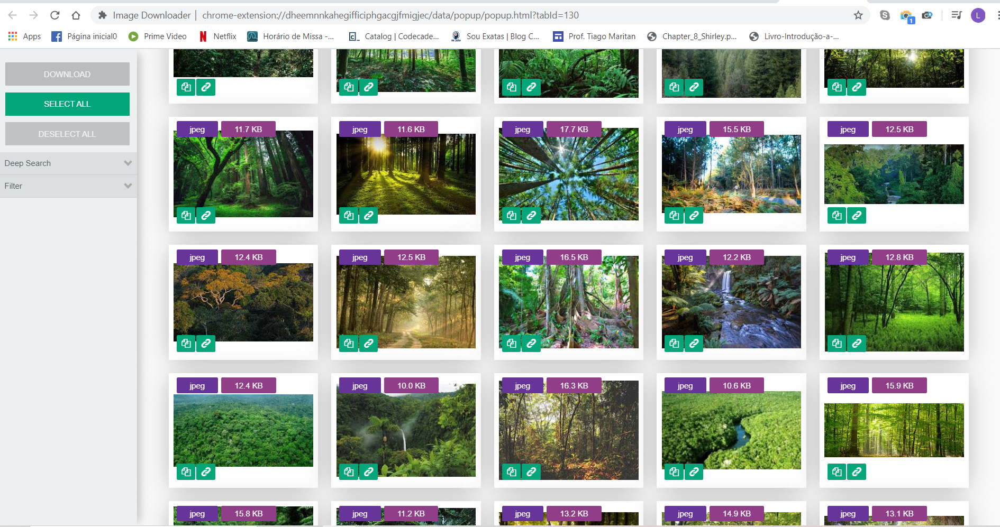 Image Downloader | chrome-extension://dheemnnkahegifficiphgacgjfmigjec/data/popup/popup.html?tabId=130
1
L
Apps Página inicial0 Prime Video Netflix Horário de Missa -... Catalog | Codecade... Sou Exatas | Blog C... Prof. Tiago Maritan Chapter_8_Shirley.p... Livro-Introdução-a-...
DOWNLOAD
SELECT ALL
DESELECT ALL
Deep Search
Filter
jpeg 11.7 KB jpeg 11.6 KB jpeg 17.7 KB jpeg 15.5 KB jpeg 12.5 KB
jpeg 12.4 KB jpeg 12.5 KB jpeg 16.5 KB jpeg 12.2 KB jpeg 12.8 KB
jpeg 12.4 KB jpeg 10.0 KB jpeg 16.3 KB jpeg 10.6 KB jpeg 15.9 KB
jpeg 15.8 KB jpeg 11.2 KB jpeg 13.2 KB jpeg 14.9 KB jpeg 13.1 KB